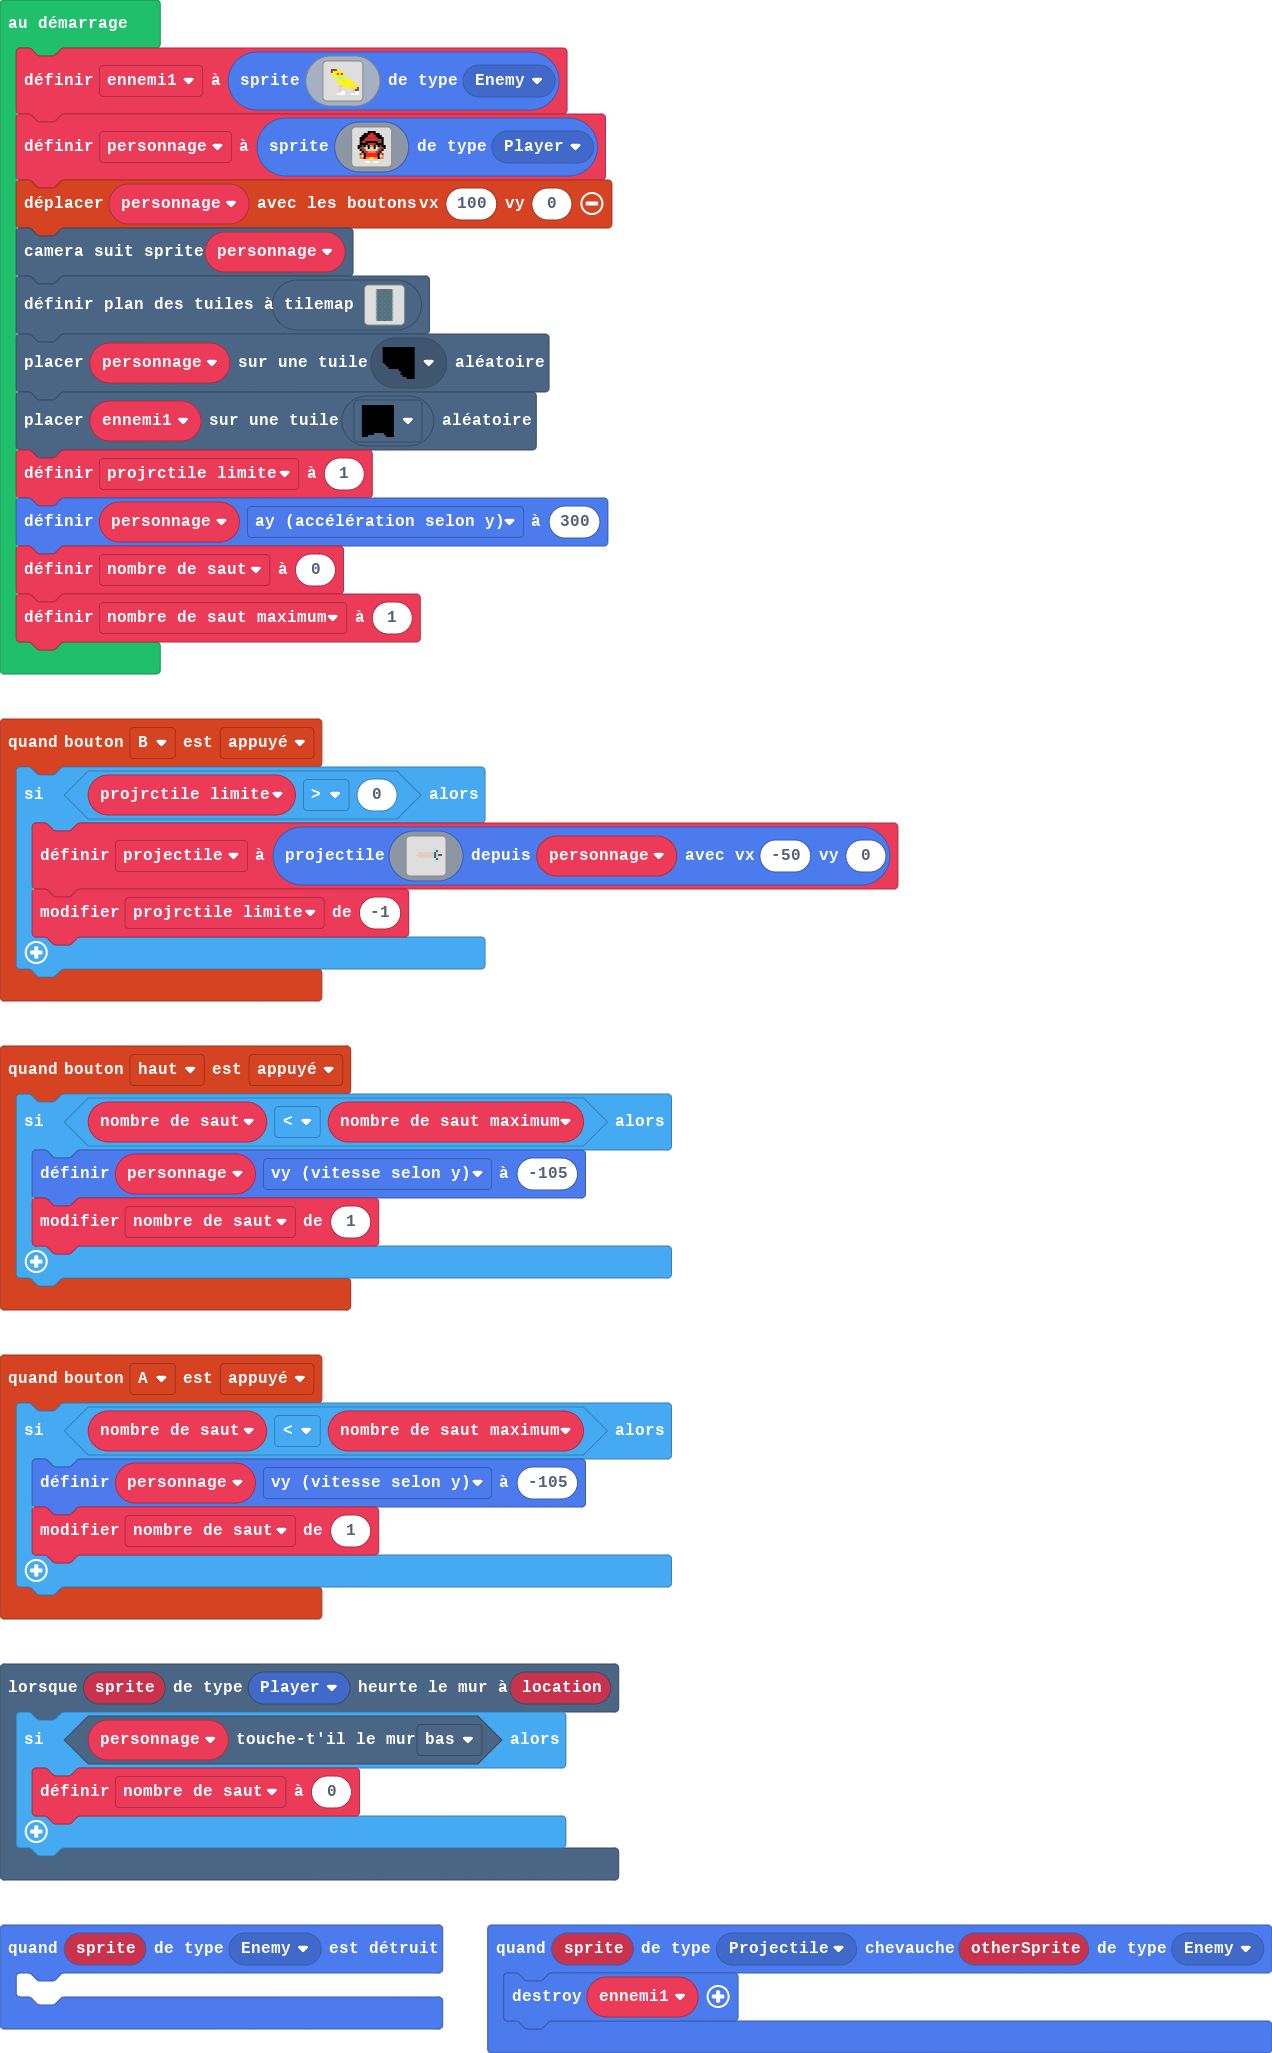 au démarrage
définir ennemi1 à sprite de type Enemy
définir personnage à sprite de type Player
déplacer personnage avec les boutons vx 100 vy 0
camera suit sprite personnage
définir plan des tuiles à tilemap
placer personnage sur une tuile aléatoire
placer ennemi1 sur une tuile aléatoire
définir projrctile limite à 1
définir personnage ay (accélération selon y) à 300
définir nombre de saut à 0
définir nombre de saut maximum à 1
quand bouton B est appuyé
si projrctile limite > 0 alors
définir projectile à projectile depuis personnage avec vx -50 vy 0
modifier projrctile limite de -1
quand bouton haut est appuyé
si nombre de saut < nombre de saut maximum alors
définir personnage vy (vitesse selon y) à -105
modifier nombre de saut de 1
quand bouton A est appuyé
si nombre de saut < nombre de saut maximum alors
définir personnage vy (vitesse selon y) à -105
modifier nombre de saut de 1
lorsque sprite de type Player heurte le mur à location
si personnage touche-t'il le mur bas alors
définir nombre de saut à 0
quand sprite de type Enemy est détruit
quand sprite de type Projectile chevauche otherSprite de type Enemy
destroy ennemi1